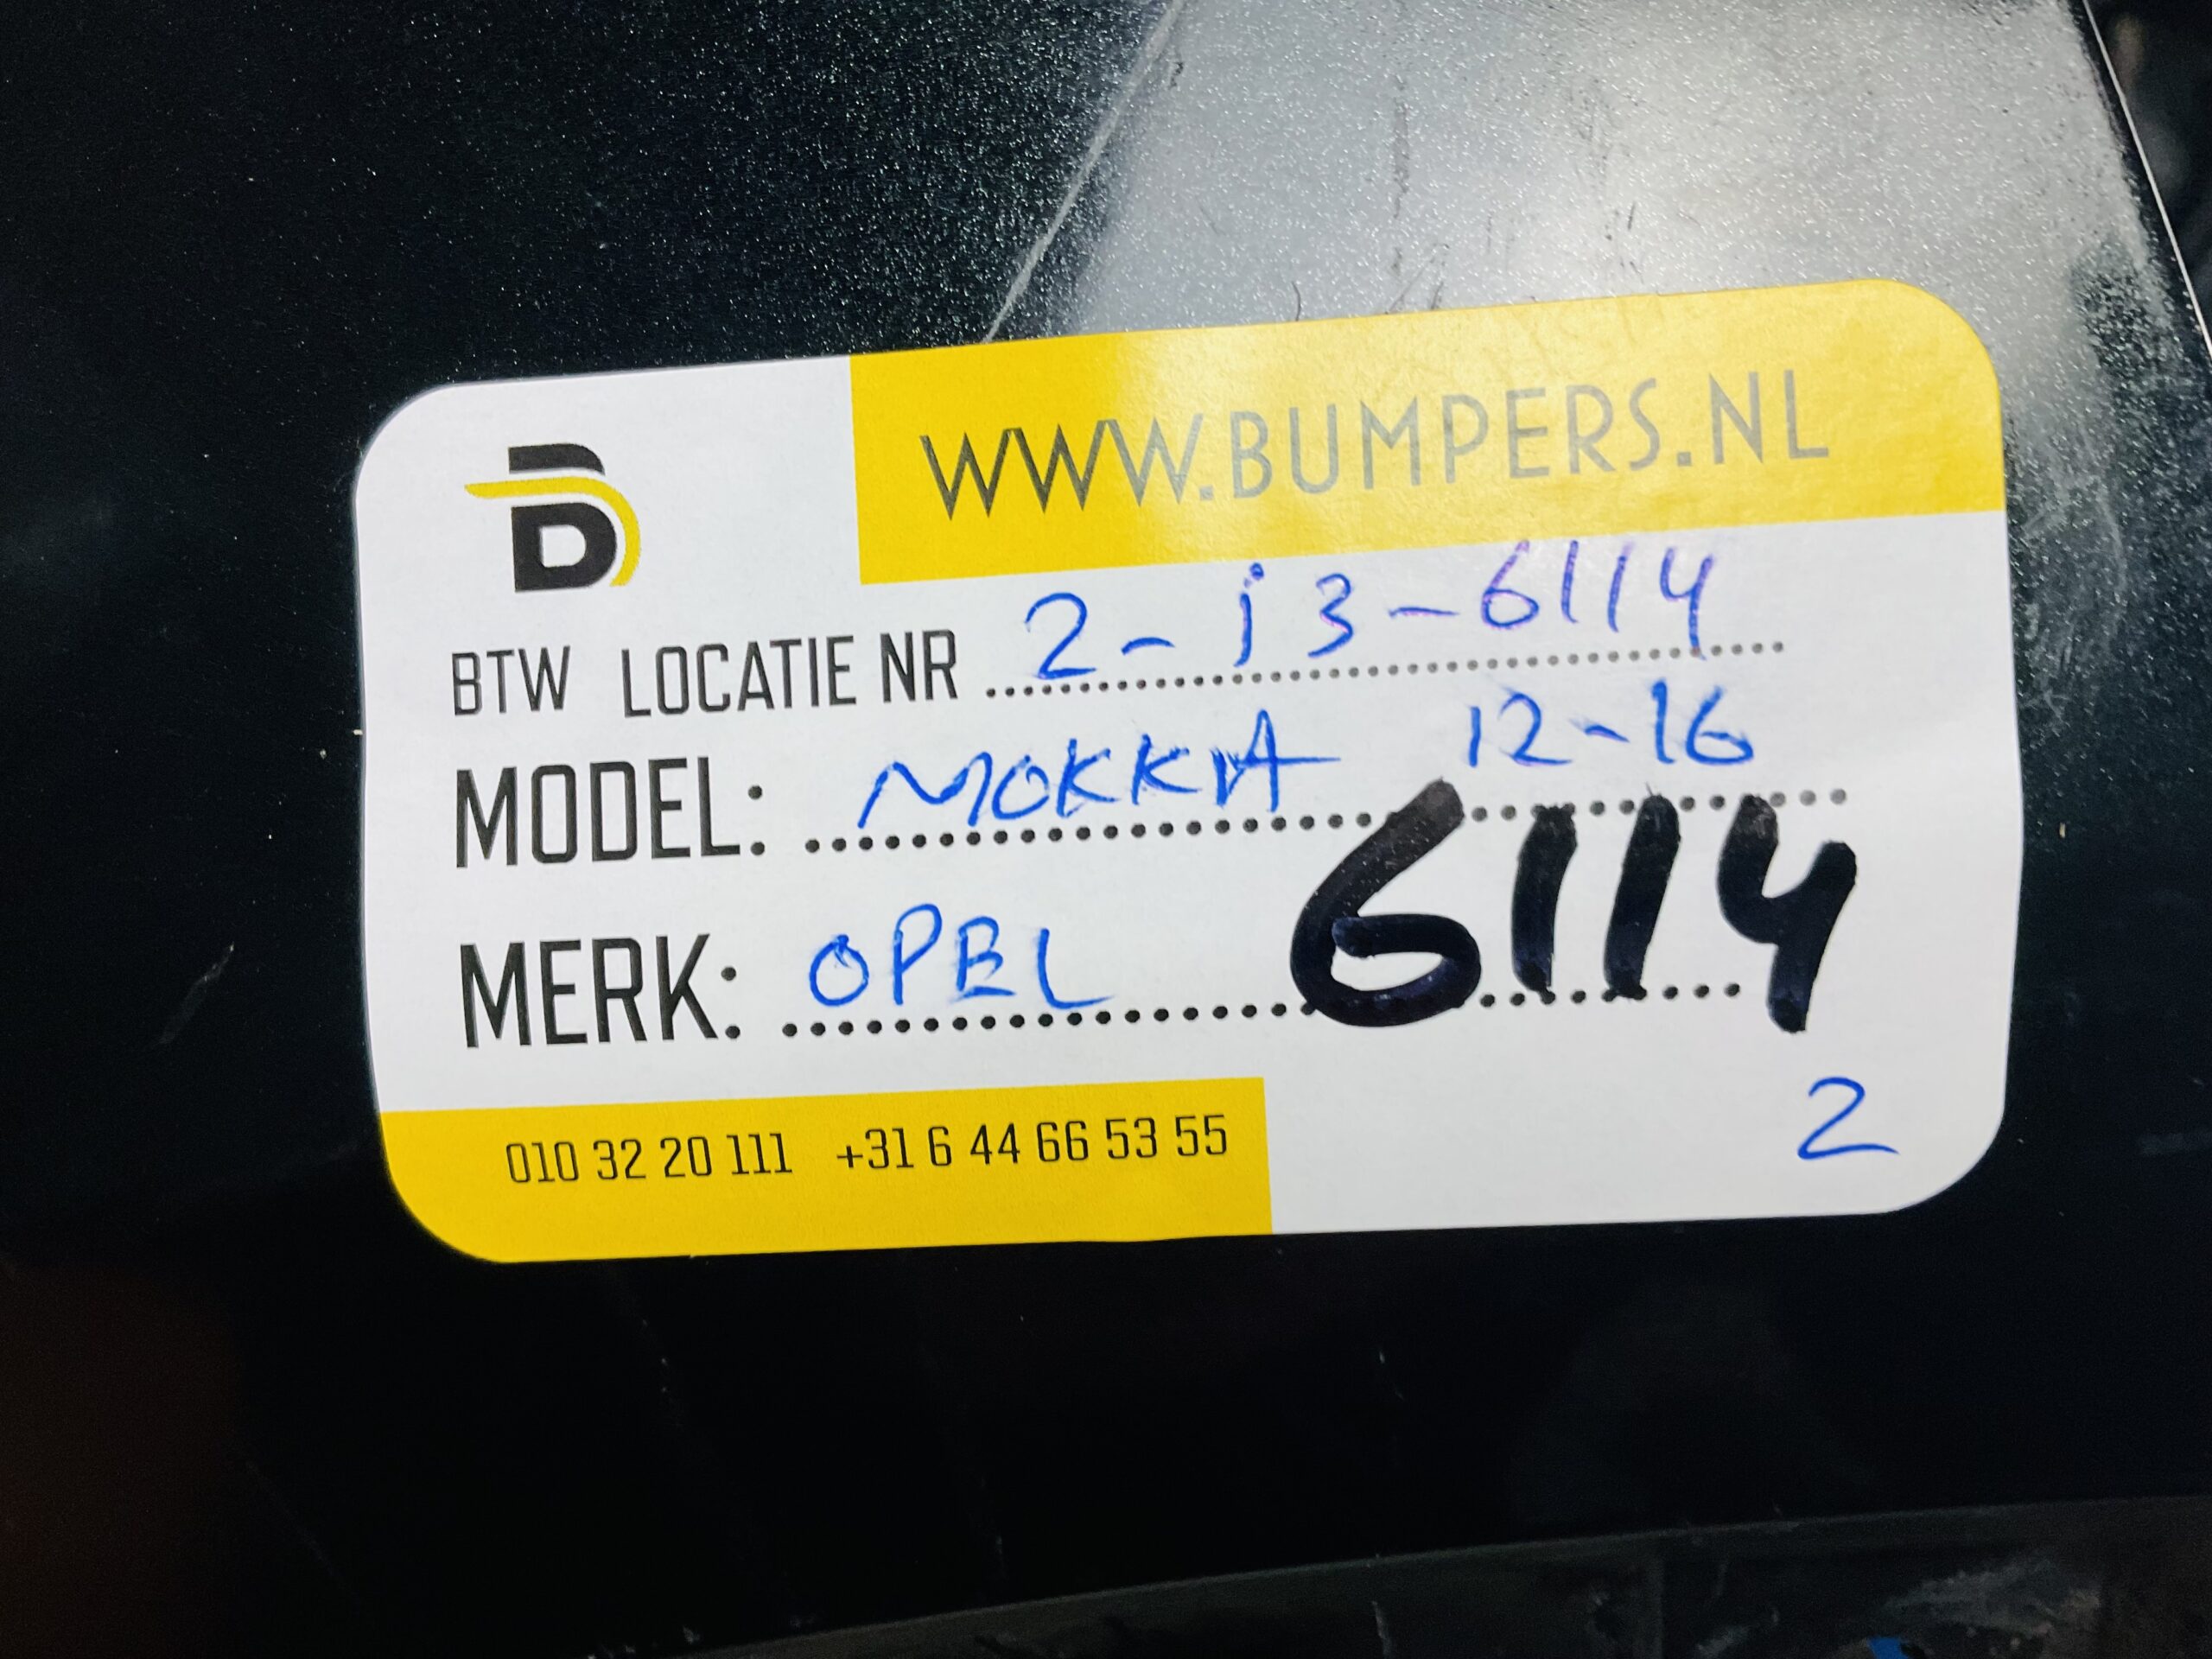 WWW.BUMPERS.NL
BTW LOCATIE NR 2-j3-6114
MODEL: MOKKA 12-16
MERK: OPEL 6114
2
010 32 20 111 +31 6 44 66 53 55